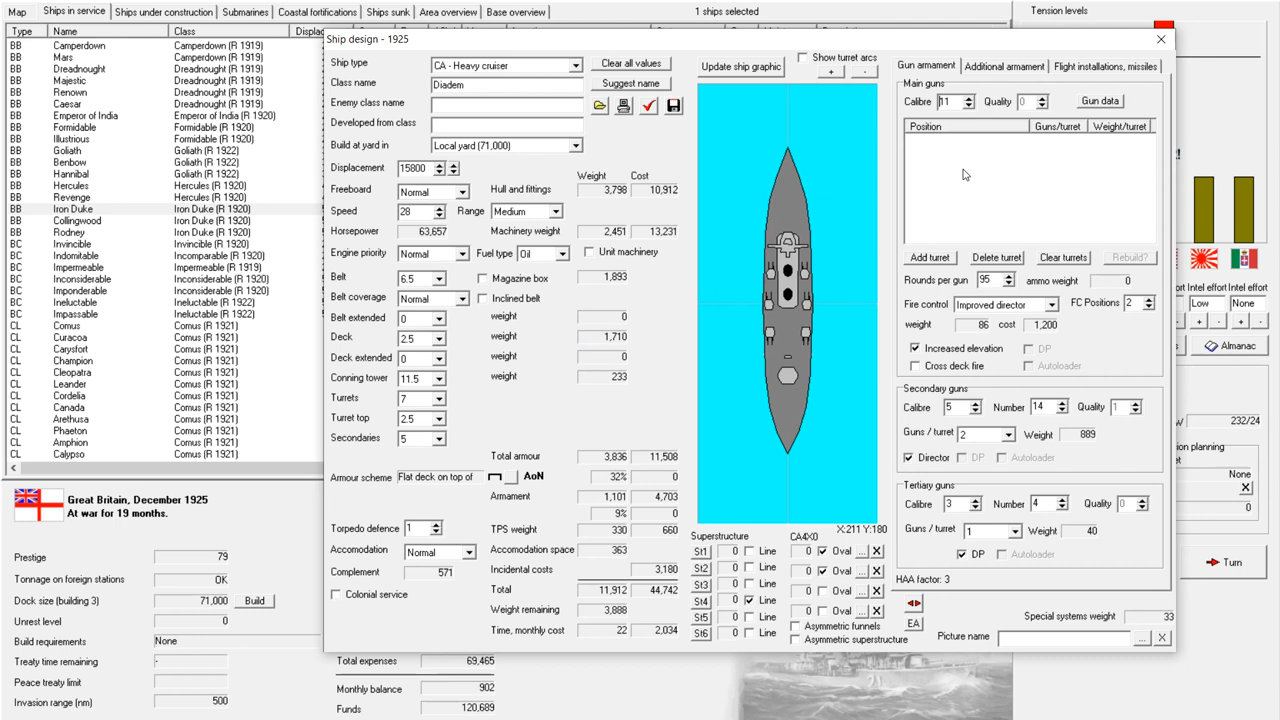 Map Ships in service Ships under construction Submarines Coastal fortifications Ships sunk Area overview Base overview 1 ships selected Tension levels
Type Name Class
BB Camperdown Camperdown (R 1919)
BB Mars Camperdown (R 1919)
BB Dreadnought Dreadnought (R 1919)
BB Majestic Dreadnought (R 1919)
BB Renown Dreadnought (R 1919)
BB Caesar Dreadnought (R 1919)
BB Emperor of India Emperor of India (R 1920)
BB Formidable Formidable (R 1920)
BB Illustrious Formidable (R 1920)
BB Goliath Goliath (R 1922)
BB Benbow Goliath (R 1922)
BB Hannibal Goliath (R 1922)
BB Hercules Hercules (R 1920)
BB Revenge Hercules (R 1920)
BB Iron Duke Iron Duke (R 1920)
BB Collingwood Iron Duke (R 1920)
BB Rodney Iron Duke (R 1920)
BC Invincible Invincible (R 1920)
BC Indomitable Incomparable (R 1920)
BC Impermeable Impermeable (R 1919)
BC Inconsiderable Inconsiderable (R 1920)
BC Imponderable Inconsiderable (R 1920)
BC Ineluctable Ineluctable (R 1922)
BC Impassable Ineluctable (R 1922)
CL Comus Comus (R 1921)
CL Curacoa Comus (R 1921)
CL Carysfort Comus (R 1921)
CL Champion Comus (R 1921)
CL Cleopatra Comus (R 1921)
CL Leander Comus (R 1921)
CL Cordelia Comus (R 1921)
CL Canada Comus (R 1921)
CL Arethusa Comus (R 1921)
CL Phaeton Comus (R 1921)
CL Amphion Comus (R 1921)
CL Calypso Comus (R 1921)
Great Britain, December 1925
At war for 19 months.
Prestige 79
Tonnage on foreign stations OK
Dock size (building 3) 71,000 Build
Unrest level 0
Build requirements None
Treaty time remaining -
Peace treaty limit
Invasion range (nm) 500
Total expenses 69,465
Monthly balance 902
Funds 120,689
Ship design - 1925
Ship type CA - Heavy cruiser Clear all values
Class name Diadem Suggest name
Enemy class name
Developed from class
Build at yard in Local yard (71,000)
Displacement 15800 Weight Cost
Freeboard Normal Hull and fittings 3,798 10,912
Speed 28 Range Medium
Horsepower 63,657 Machinery weight 2,451 13,231
Engine priority Normal Fuel type Oil Unit machinery
Belt 6.5 Magazine box 1,893
Belt coverage Normal Inclined belt
Belt extended 0 weight 0
Deck 2.5 weight 1,710
Deck extended 0 weight 0
Conning tower 11.5 weight 233
Turrets 7
Turret top 2.5
Secondaries 5
Total armour 3,836 11,508
Armour scheme Flat deck on top of AoN 32% 0
Armament 1,101 4,703
9% 0
Torpedo defence 1 TPS weight 330 660
Accomodation Normal Accomodation space 363
Complement 571 Incidental costs 3,180
Colonial service Total 11,912 44,742
Weight remaining 3,888
Time, monthly cost 22 2,034
Update ship graphic Show turret arcs
+ -
X:211 Y:180
Superstructure CA4X0
St1 0 Line 0 Oval ... X
St2 0 Line 0 Oval ... X
St3 0 Line
St4 0 Line 0 Oval ... X
St5 0 Line 0 Oval ... X
St6 0 Line
Asymmetric funnels
Asymmetric superstructure
Gun armament Additional armament Flight installations, missiles
Main guns
Calibre 11 Quality 0 Gun data
Position Guns/turret Weight/turret
Add turret Delete turret Clear turrets Rebuild?
Rounds per gun 95 ammo weight 0
Fire control Improved director FC Positions 2
weight 86 cost 1,200
Increased elevation DP
Cross deck fire Autoloader
Secondary guns
Calibre 5 Number 14 Quality 1
Guns / turret 2 Weight 889
Director DP Autoloader
Tertiary guns
Calibre 3 Number 4 Quality 0
Guns / turret 1 Weight 40
DP Autoloader
HAA factor: 3
EA
Special systems weight 33
Picture name ... X
Intel effort Intel effort
Low None
+ - + -
Almanac
232/24
None
X
0
Turn